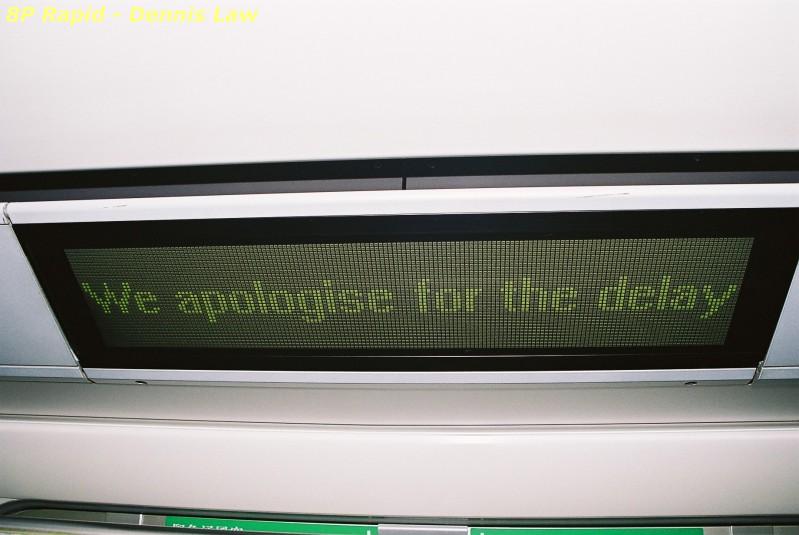 8P Rapid - Dennis Law
We apologise for the delay